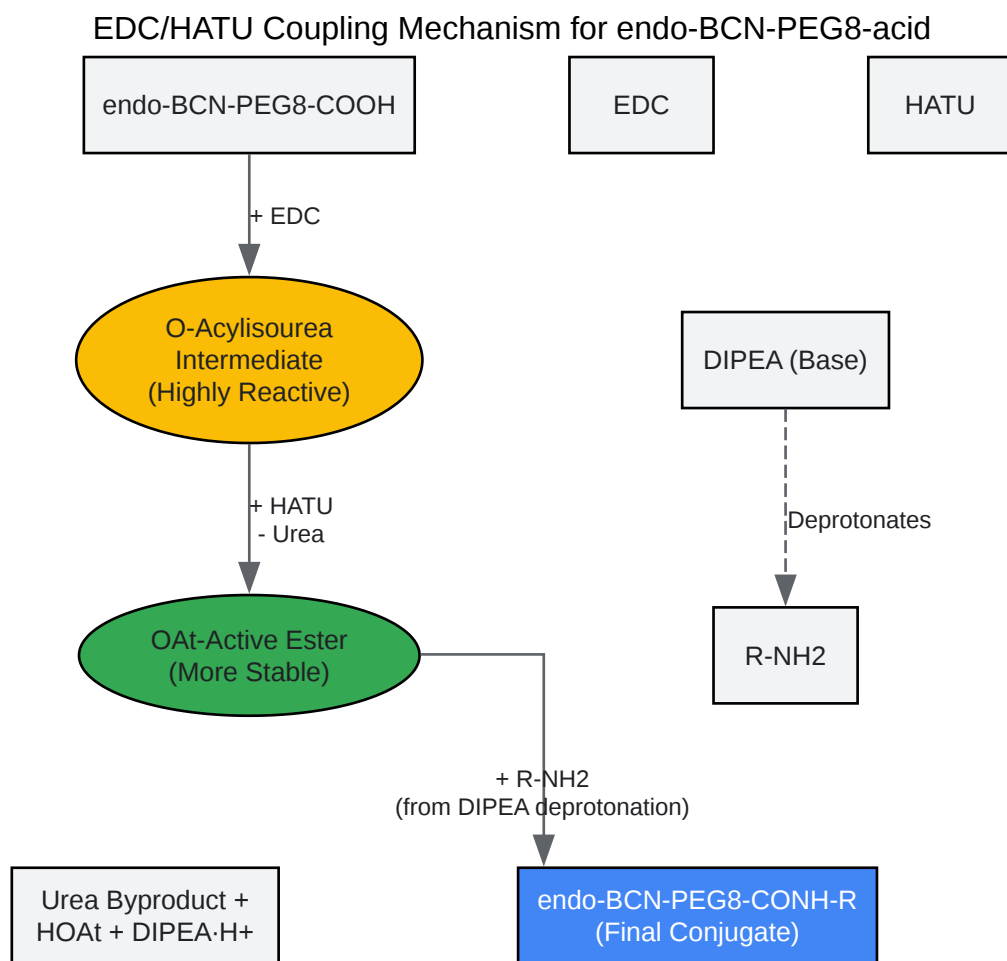 EDC/HATU Coupling Mechanism for endo-BCN-PEG8-acid
endo-BCN-PEG8-COOH
EDC
HATU
+ EDC
O-Acylisourea
Intermediate
(Highly Reactive)
DIPEA (Base)
+ HATU
- Urea
Deprotonates
OAt-Active Ester
(More Stable)
R-NH2
+ R-NH2
(from DIPEA deprotonation)
Urea Byproduct +
HOAt + DIPEA·H+
endo-BCN-PEG8-CONH-R
(Final Conjugate)